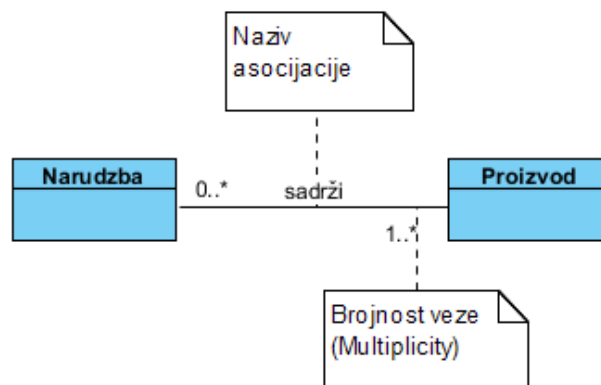 Naziv
asocijacije
Narudzba
Proizvod
0..*
sadrži
1..*
Brojnost veze
(Multiplicity)